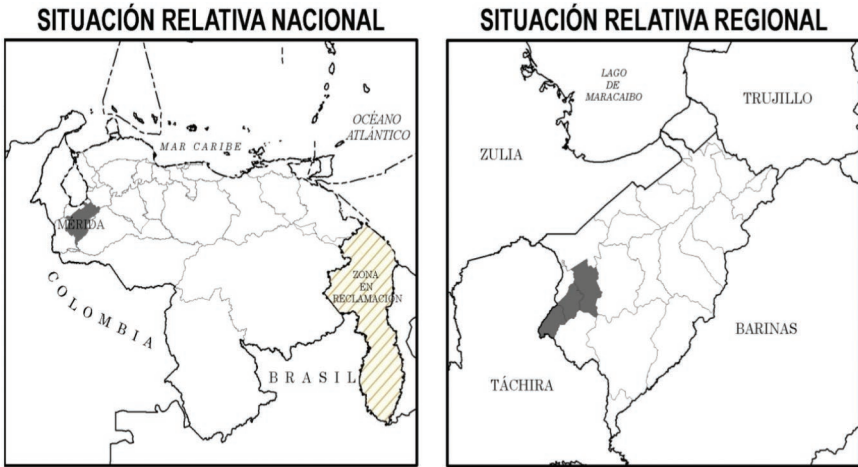 SITUACIÓN RELATIVA NACIONAL
OCÉANO
ATLÁNTICO
MAR CARIBE
MÉRIDA
ZONA
EN
RECLAMACIÓN
COLOMBIA
BRASIL
SITUACIÓN RELATIVA REGIONAL
LAGO
DE
MARACAIBO
TRUJILLO
ZULIA
BARINAS
TÁCHIRA